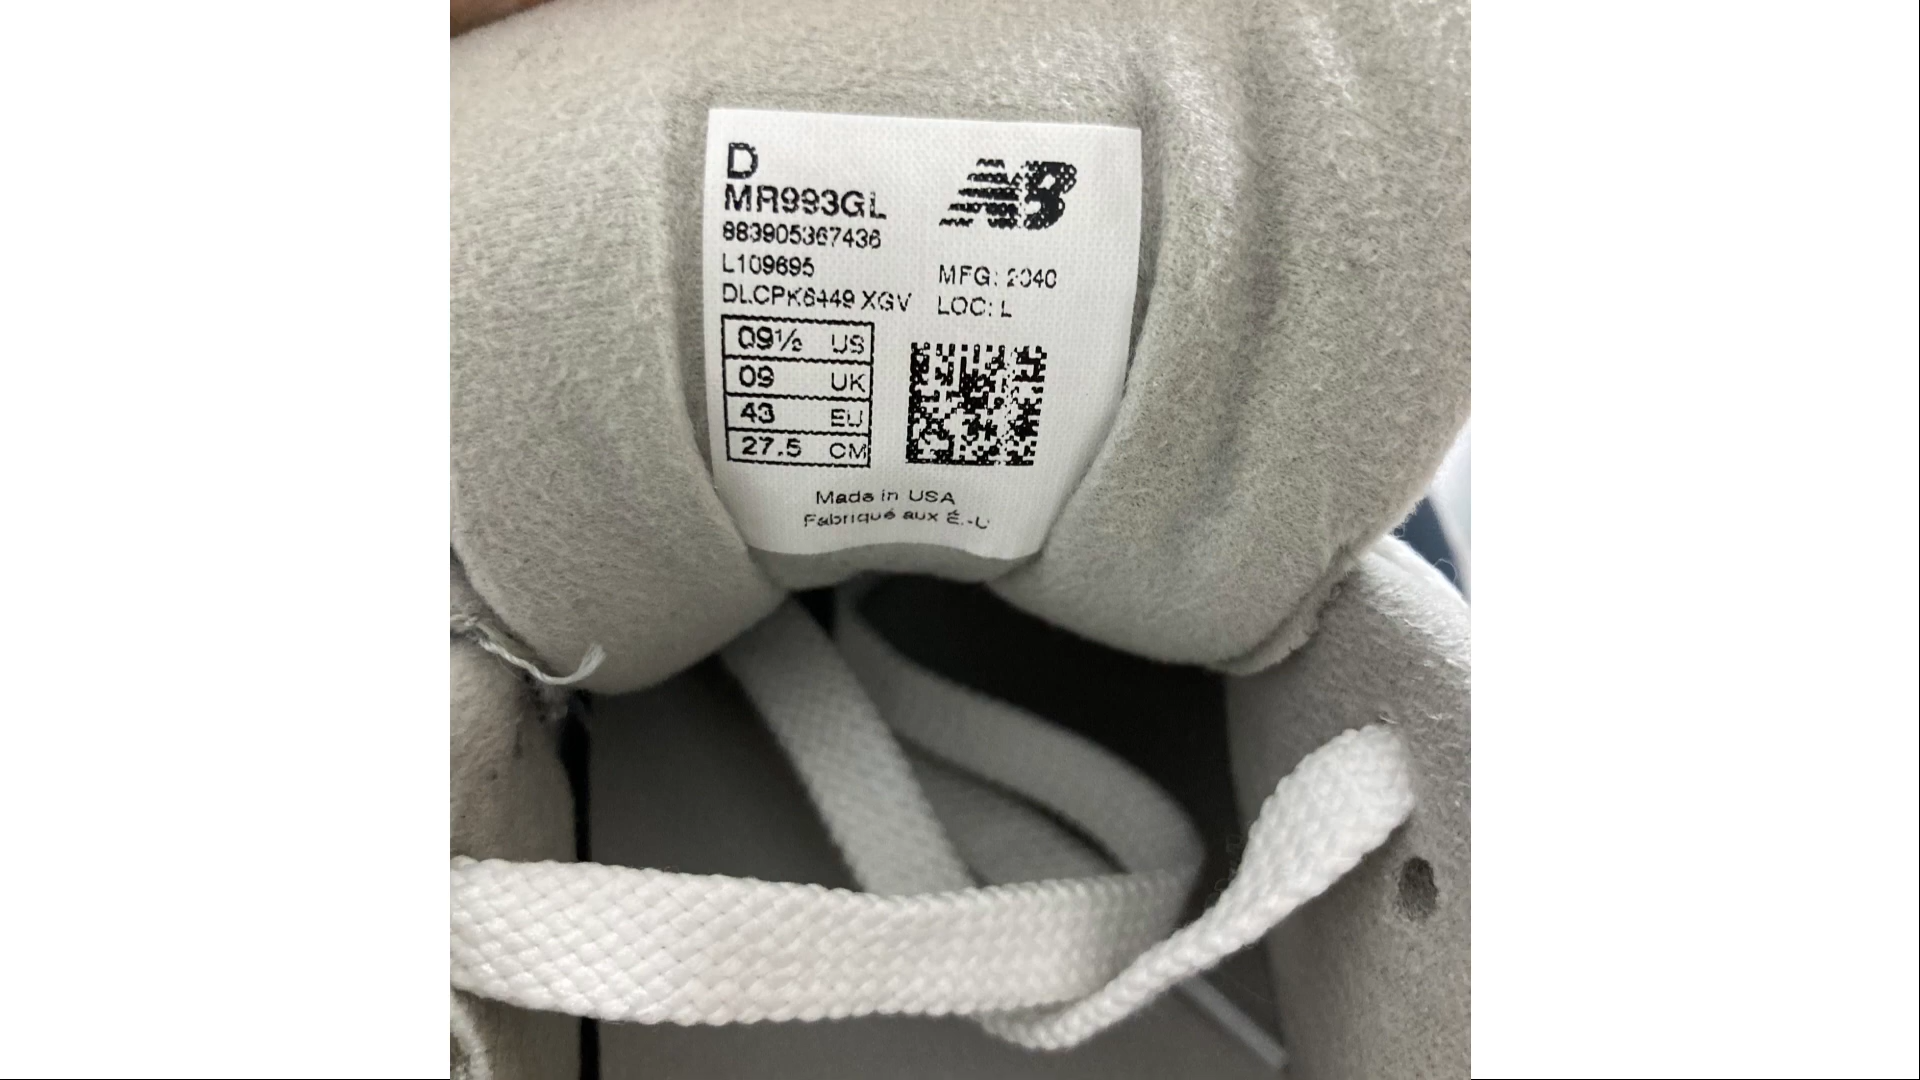 D
MR993GL
NB
883905367436
L109695
DLCPK6449 XGV
MFG: 2040
LOC: L
09½ US
09 UK
43 EU
27.5 CM
Made in USA
Fabriqué aux É.-U